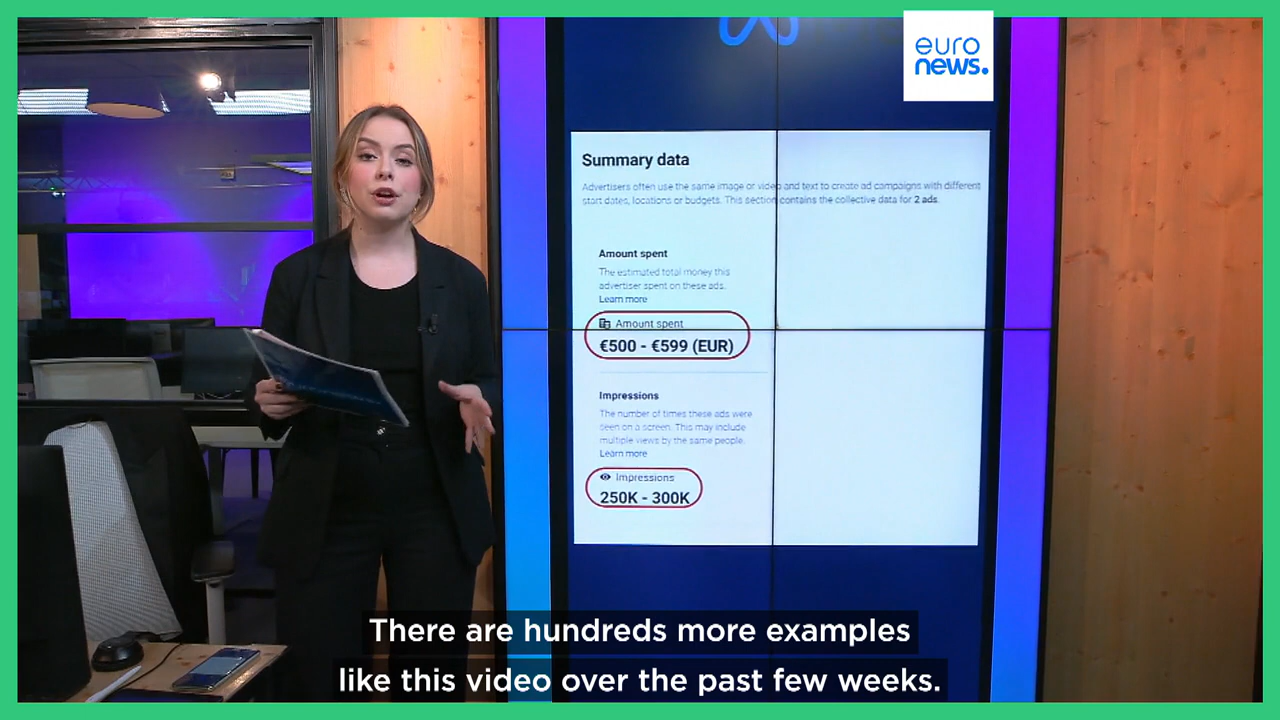 euro
news.
Summary data
Advertisers often use the same image or video and text to create ad campaigns with different
start dates, locations or budgets. This section contains the collective data for 2 ads.
Amount spent
The estimated total money this
advertiser spent on these ads.
Learn more
Amount spent
€500 - €599 (EUR)
Impressions
The number of times these ads were
seen on a screen. This may include
multiple views by the same people.
Learn more
Impressions
250K - 300K
There are hundreds more examples
like this video over the past few weeks.